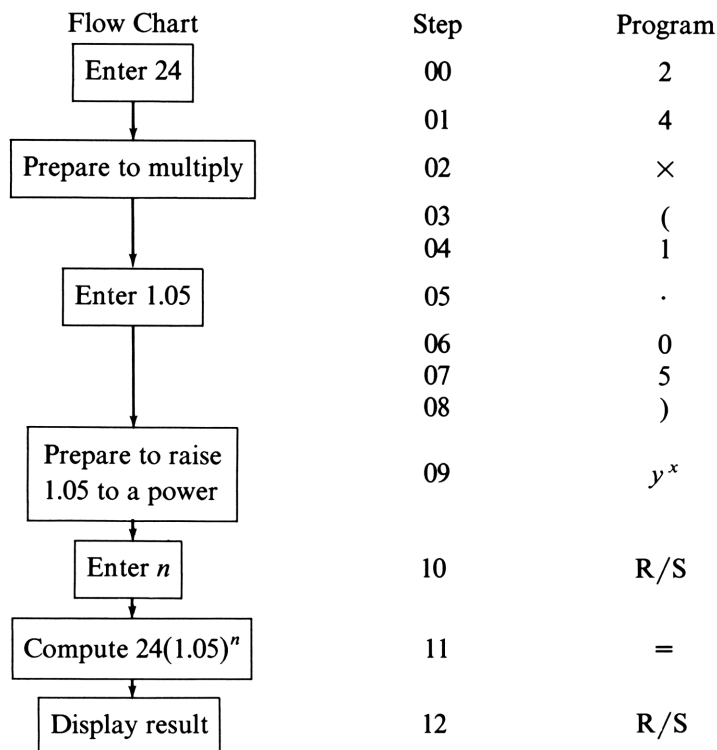 Flow Chart Step Program
Enter 24 00 2
01 4
Prepare to multiply 02 ×
03 (
04 1
Enter 1.05 05 .
06 0
07 5
08 )
Prepare to raise
1.05 to a power 09 yˣ
Enter n 10 R/S
Compute 24(1.05)ⁿ 11 =
Display result 12 R/S